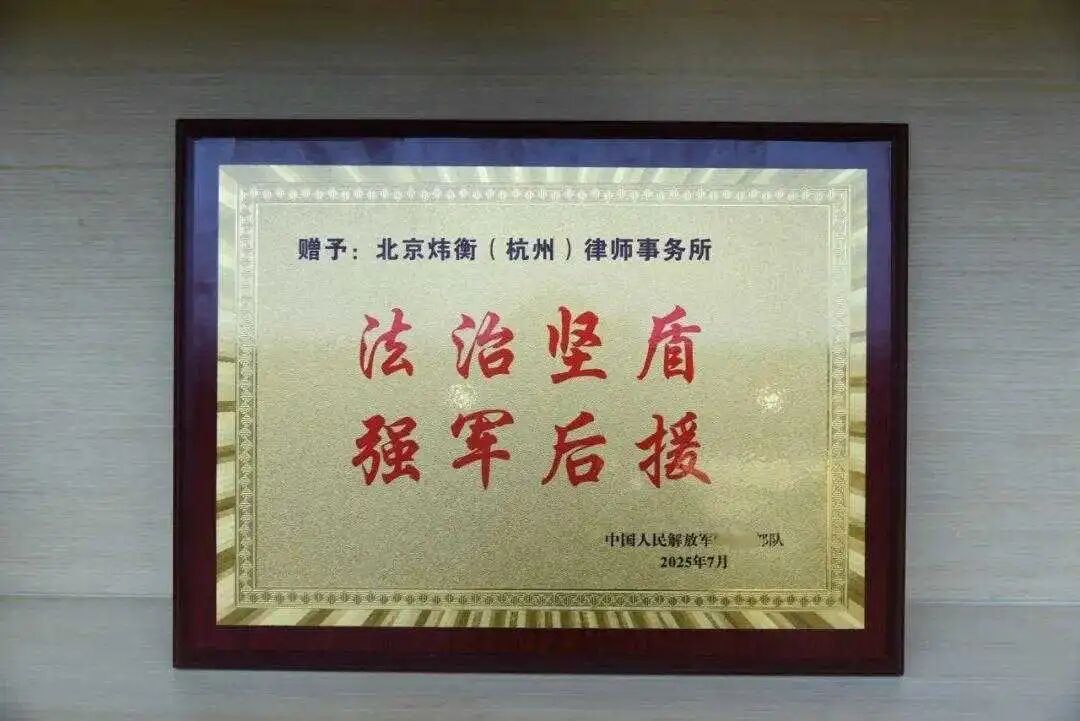 赠予：北京炜衡（杭州）律师事务所
法治坚盾
强军后援
中国人民解放军 部队
2025年7月